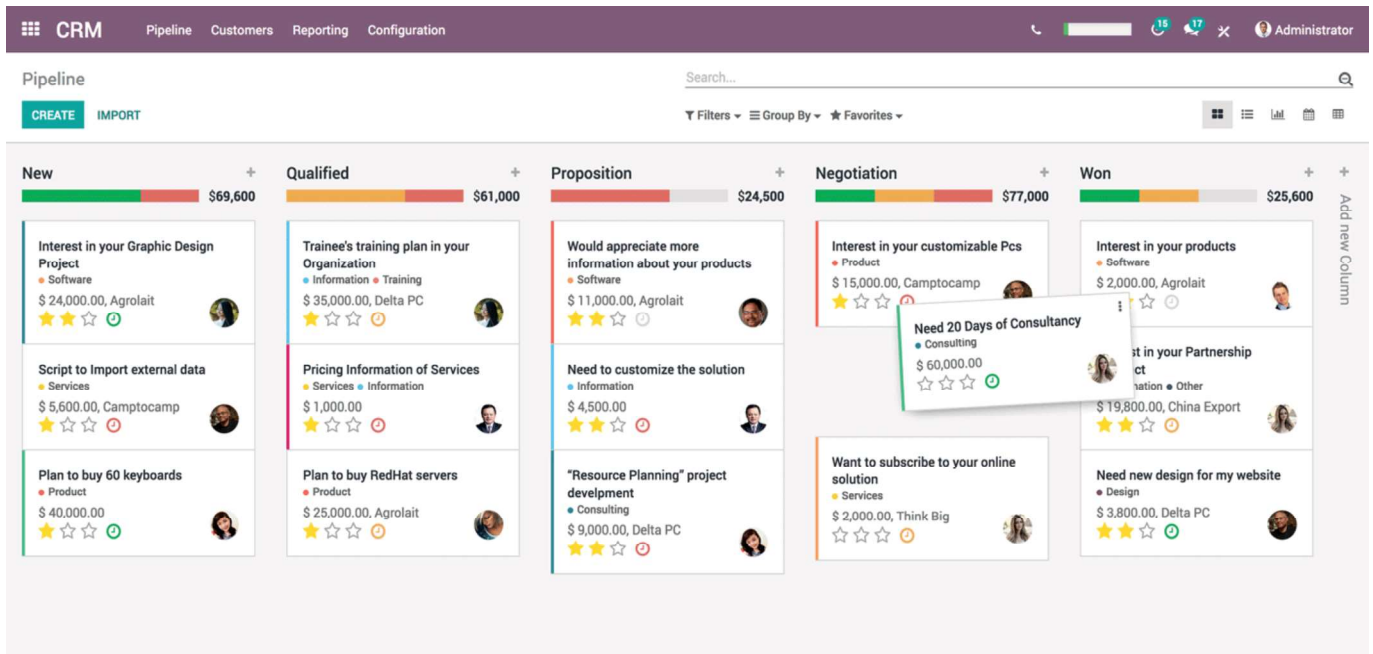 CRM Pipeline Customers Reporting Configuration 15 17 Administrator
Pipeline
Search...
CREATE IMPORT
Filters Group By Favorites
New
$69,600
Interest in your Graphic Design
Project
Software
$ 24,000.00, Agrolait
Script to Import external data
Services
$ 5,600.00, Camptocamp
Plan to buy 60 keyboards
Product
$ 40,000.00
Qualified
$61,000
Trainee's training plan in your
Organization
Information Training
$ 35,000.00, Delta PC
Pricing Information of Services
Services Information
$ 1,000.00
Plan to buy RedHat servers
Product
$ 25,000.00, Agrolait
Proposition
$24,500
Would appreciate more
information about your products
Software
$ 11,000.00, Agrolait
Need to customize the solution
Information
$ 4,500.00
“Resource Planning” project
develpment
Consulting
$ 9,000.00, Delta PC
Negotiation
$77,000
Interest in your customizable Pcs
Product
$ 15,000.00, Camptocamp
Need 20 Days of Consultancy
Consulting
$ 60,000.00
Want to subscribe to your online
solution
Services
$ 2,000.00, Think Big
Won
$25,600
Interest in your products
Software
$ 2,000.00, Agrolait
in your Partnership
Other
$ 19,800.00, China Export
Need new design for my website
Design
$ 3,800.00, Delta PC
Add new Column